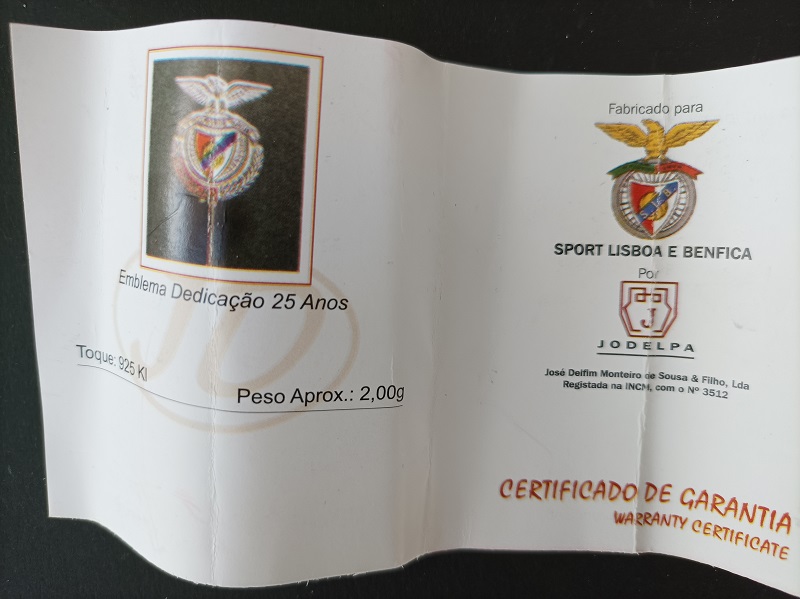 Emblema Dedicação 25 Anos
Toque: 925 Kl
Peso Aprox.: 2,00g
Fabricado para
SPORT LISBOA E BENFICA
Por
J
JODELPA
José Delfim Monteiro de Sousa & Filho, Lda
Registada na INCM, com o Nº 3512
CERTIFICADO DE GARANTIA
WARRANTY CERTIFICATE